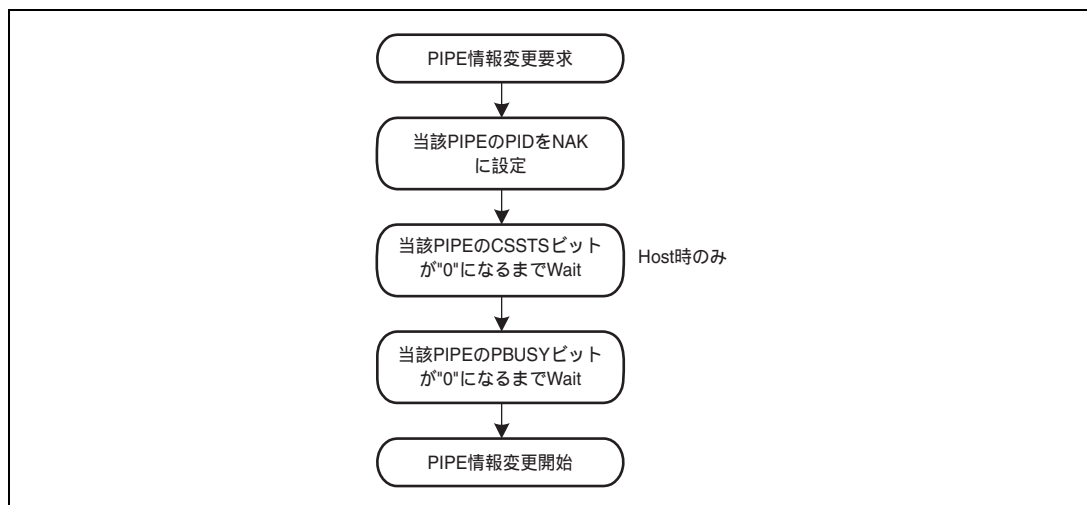 PIPE情報変更要求
当該PIPEのPIDをNAK
に設定
当該PIPEのCSSTSビット
が"0"になるまでWait
Host時のみ
当該PIPEのPBUSYビット
が"0"になるまでWait
PIPE情報変更開始